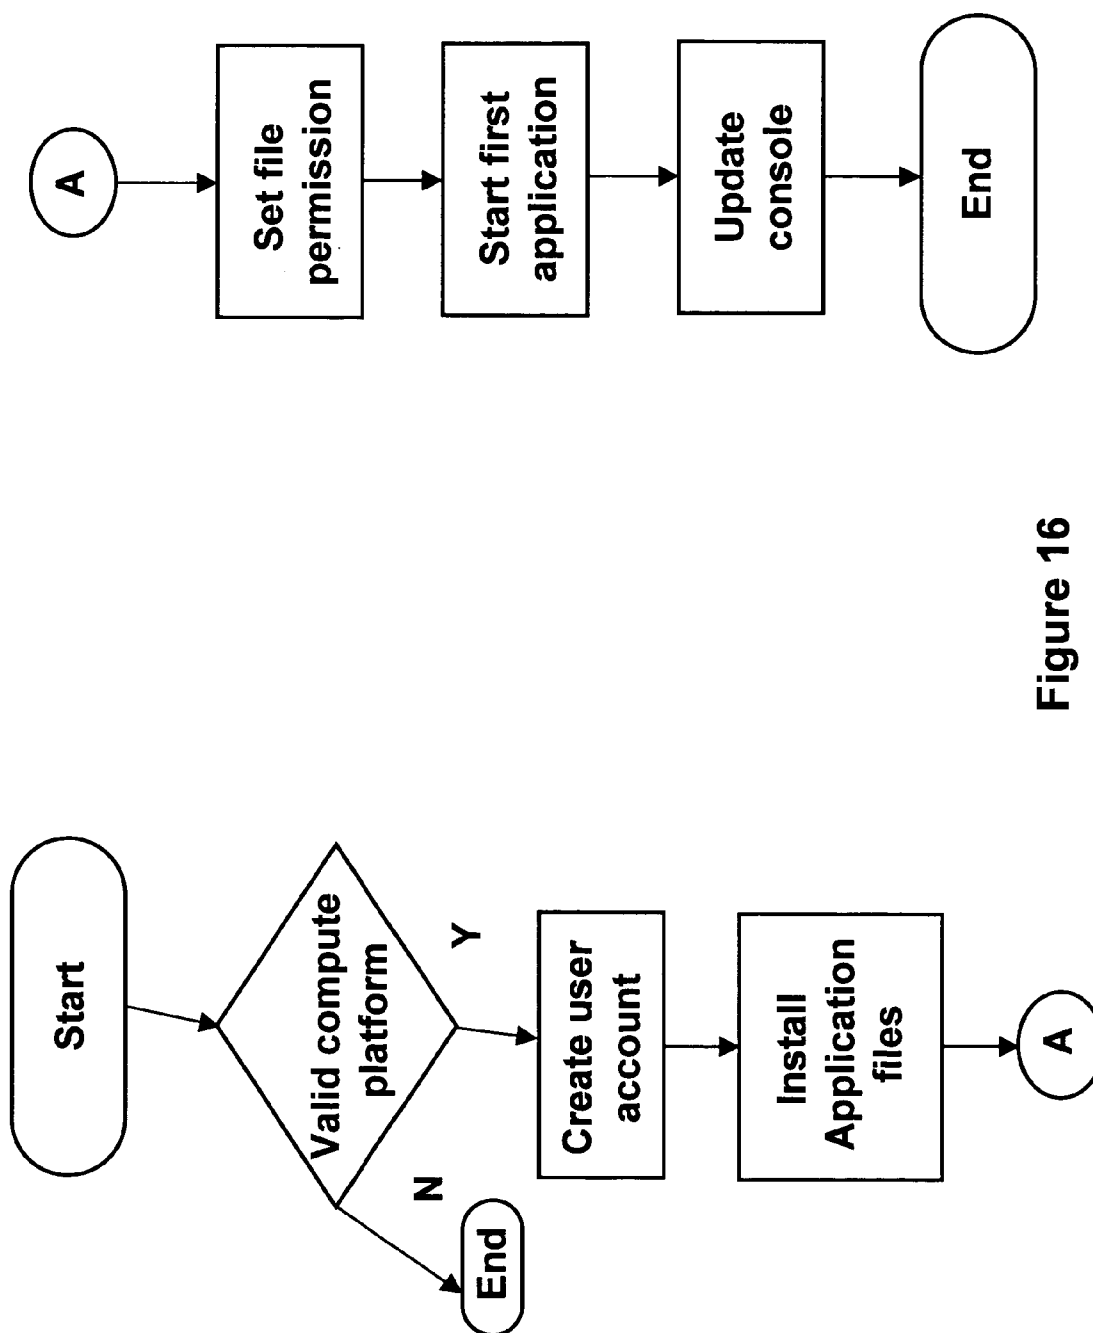 Start
Valid compute
platform
N
Y
End
Create user
account
Install
Application
files
A
A
Set file
permission
Start first
application
Update
console
End
Figure 16